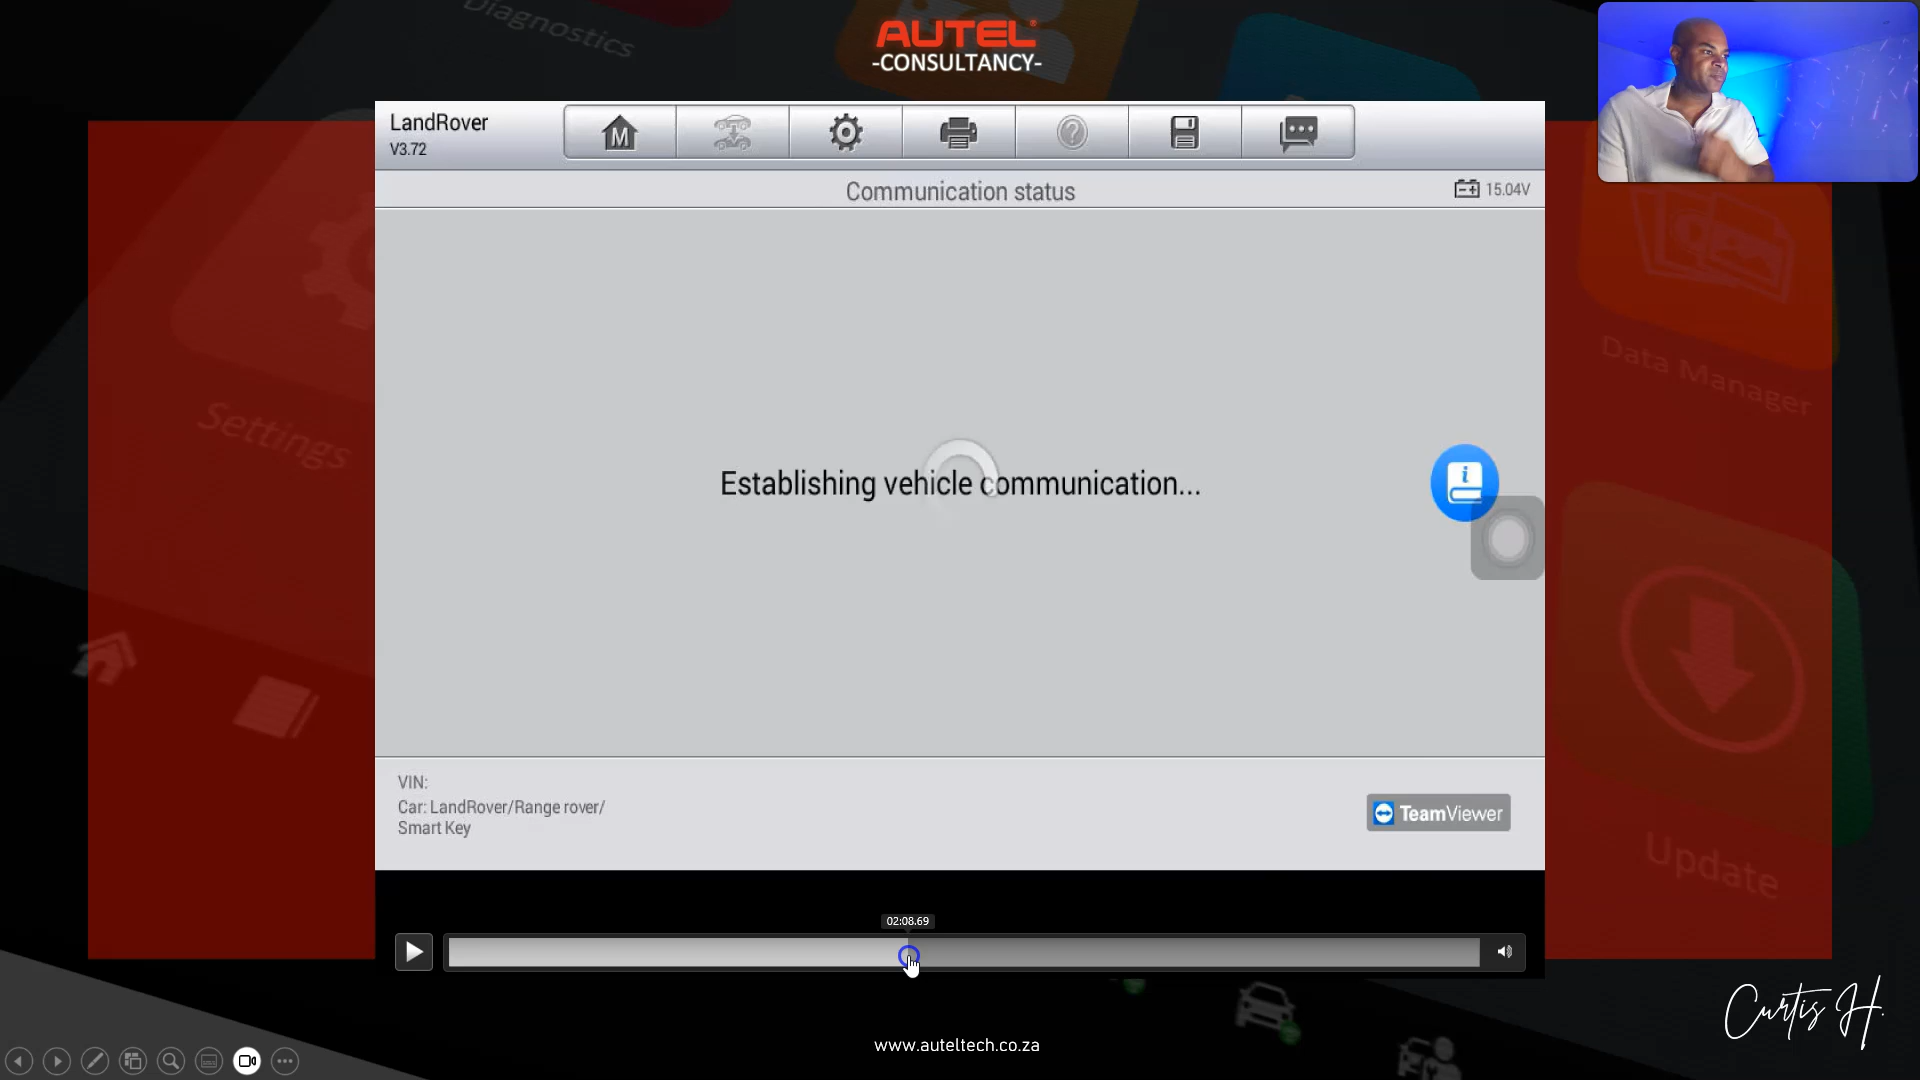 Diagnostics
AUTEL
-CONSULTANCY-
LandRover
V3.72
M
Communication status
15.04V
Establishing vehicle communication...
Settings
Data Manager
VIN:
Car: LandRover/Range rover/
Smart Key
TeamViewer
Update
02:08.69
www.auteltech.co.za
Curtis H.